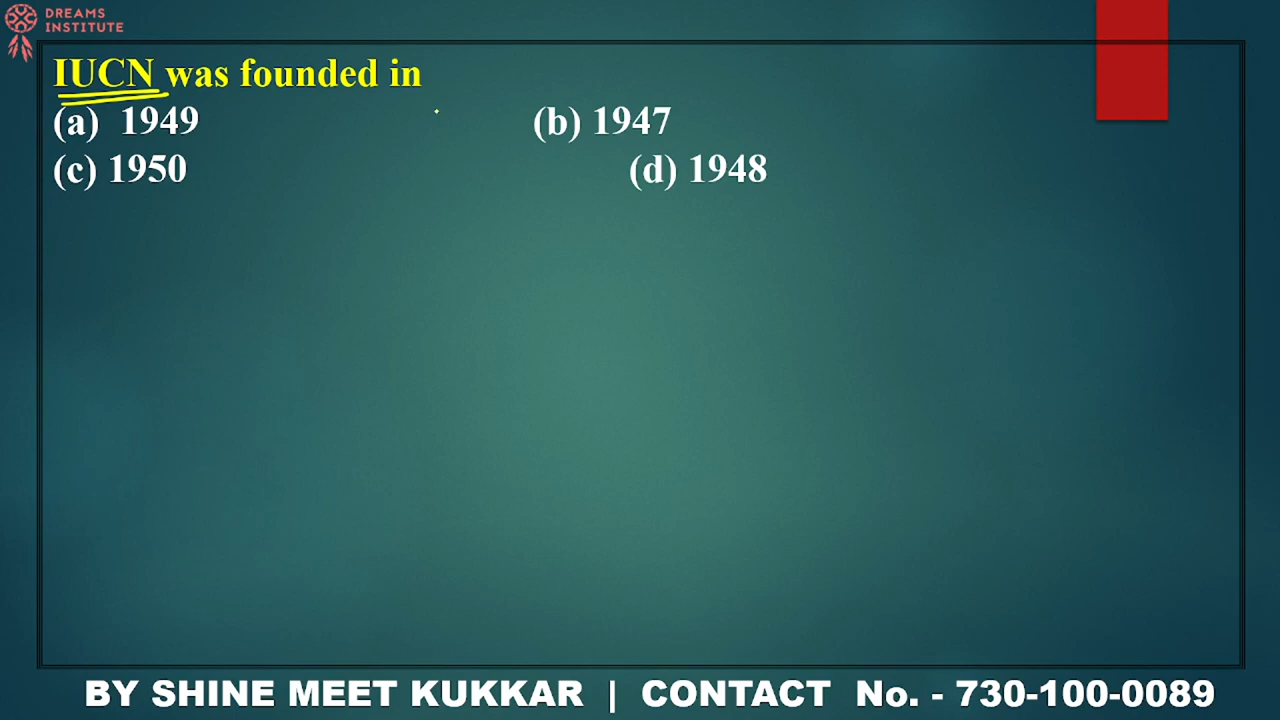 DREAMS
INSTITUTE
IUCN was founded in
(a) 1949 (b) 1947
(c) 1950 (d) 1948
BY SHINE MEET KUKKAR | CONTACT No. - 730-100-0089